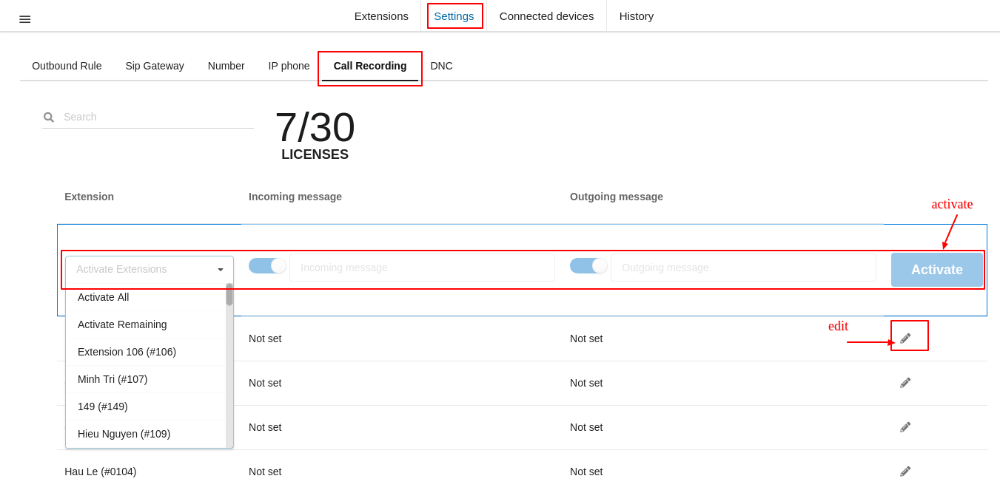 Extensions Settings Connected devices History
Outbound Rule Sip Gateway Number IP phone Call Recording DNC
Search
7/30
LICENSES
Extension Incoming message Outgoing message
activate
Activate Extensions Incoming message Outgoing message Activate
Activate All
Activate Remaining
edit
Not set Not set
Extension 106 (#106)
Minh Tri (#107)
Not set Not set
149 (#149)
Not set Not set
Hieu Nguyen (#109)
Hau Le (#0104) Not set Not set